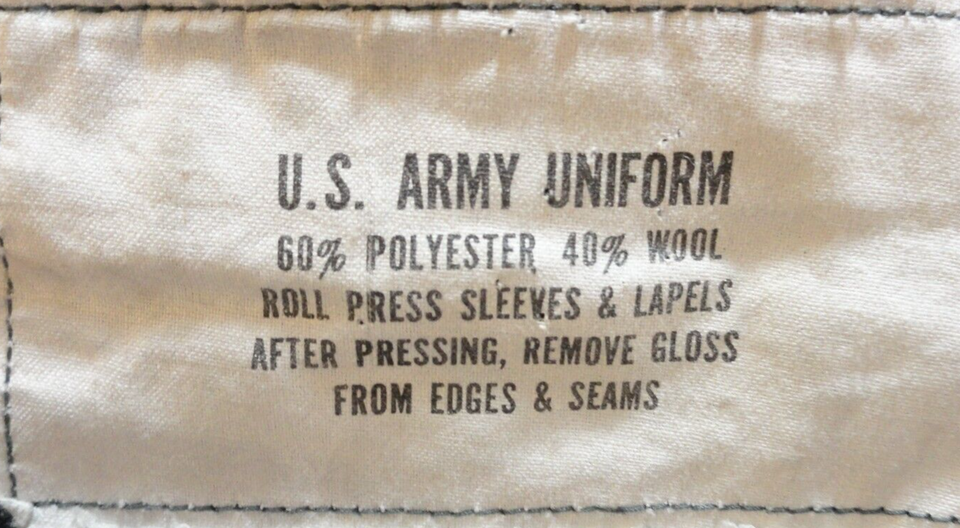 U.S. ARMY UNIFORM
60% POLYESTER 40% WOOL
ROLL PRESS SLEEVES & LAPELS
AFTER PRESSING, REMOVE GLOSS
FROM EDGES & SEAMS